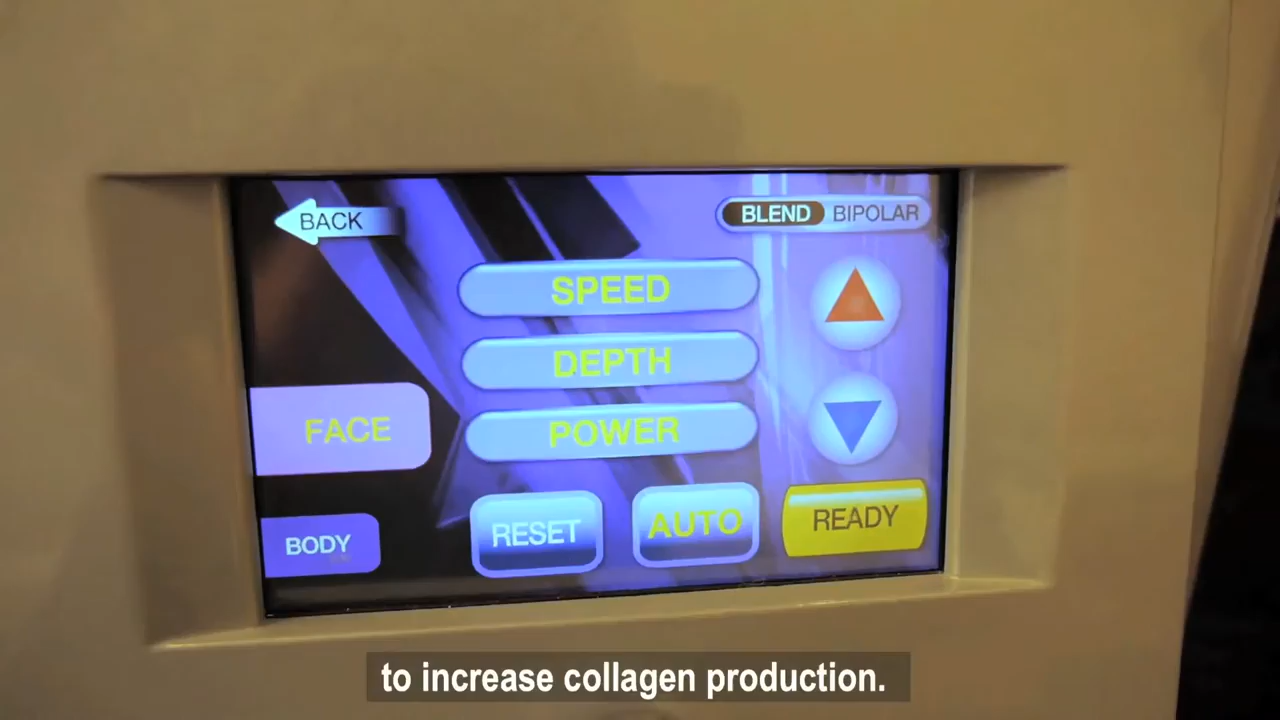 BACK
BLEND BIPOLAR
SPEED
DEPTH
POWER
FACE
BODY
RESET
AUTO
READY
to increase collagen production.